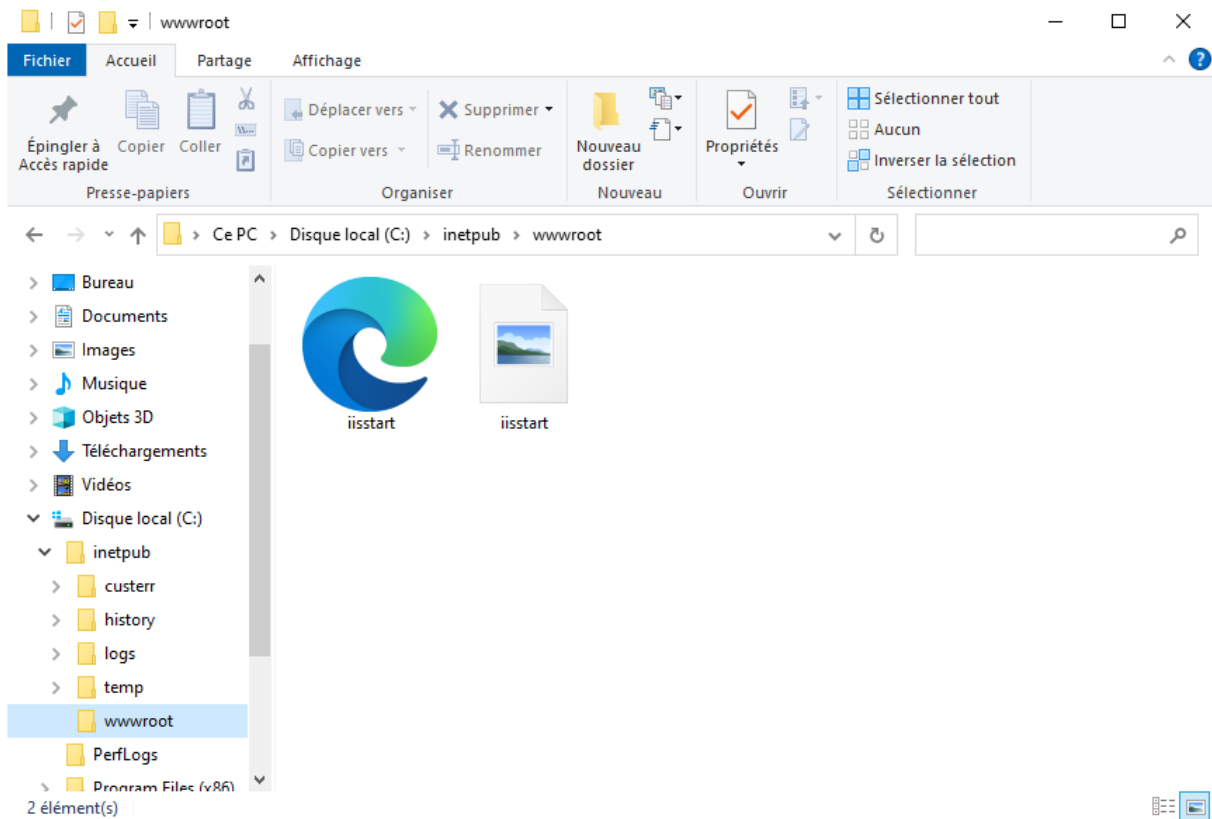 wwwroot
Fichier Accueil Partage Affichage
Épingler à Accès rapide
Copier
Coller
Déplacer vers
Copier vers
Supprimer
Renommer
Nouveau dossier
Propriétés
Sélectionner tout
Aucun
Inverser la sélection
Presse-papiers Organiser Nouveau Ouvrir Sélectionner
Ce PC > Disque local (C:) > inetpub > wwwroot
Bureau
Documents
Images
Musique
Objets 3D
Téléchargements
Vidéos
Disque local (C:)
inetpub
custerr
history
logs
temp
wwwroot
PerfLogs
Program Files (x86)
iisstart
iisstart
2 élément(s)